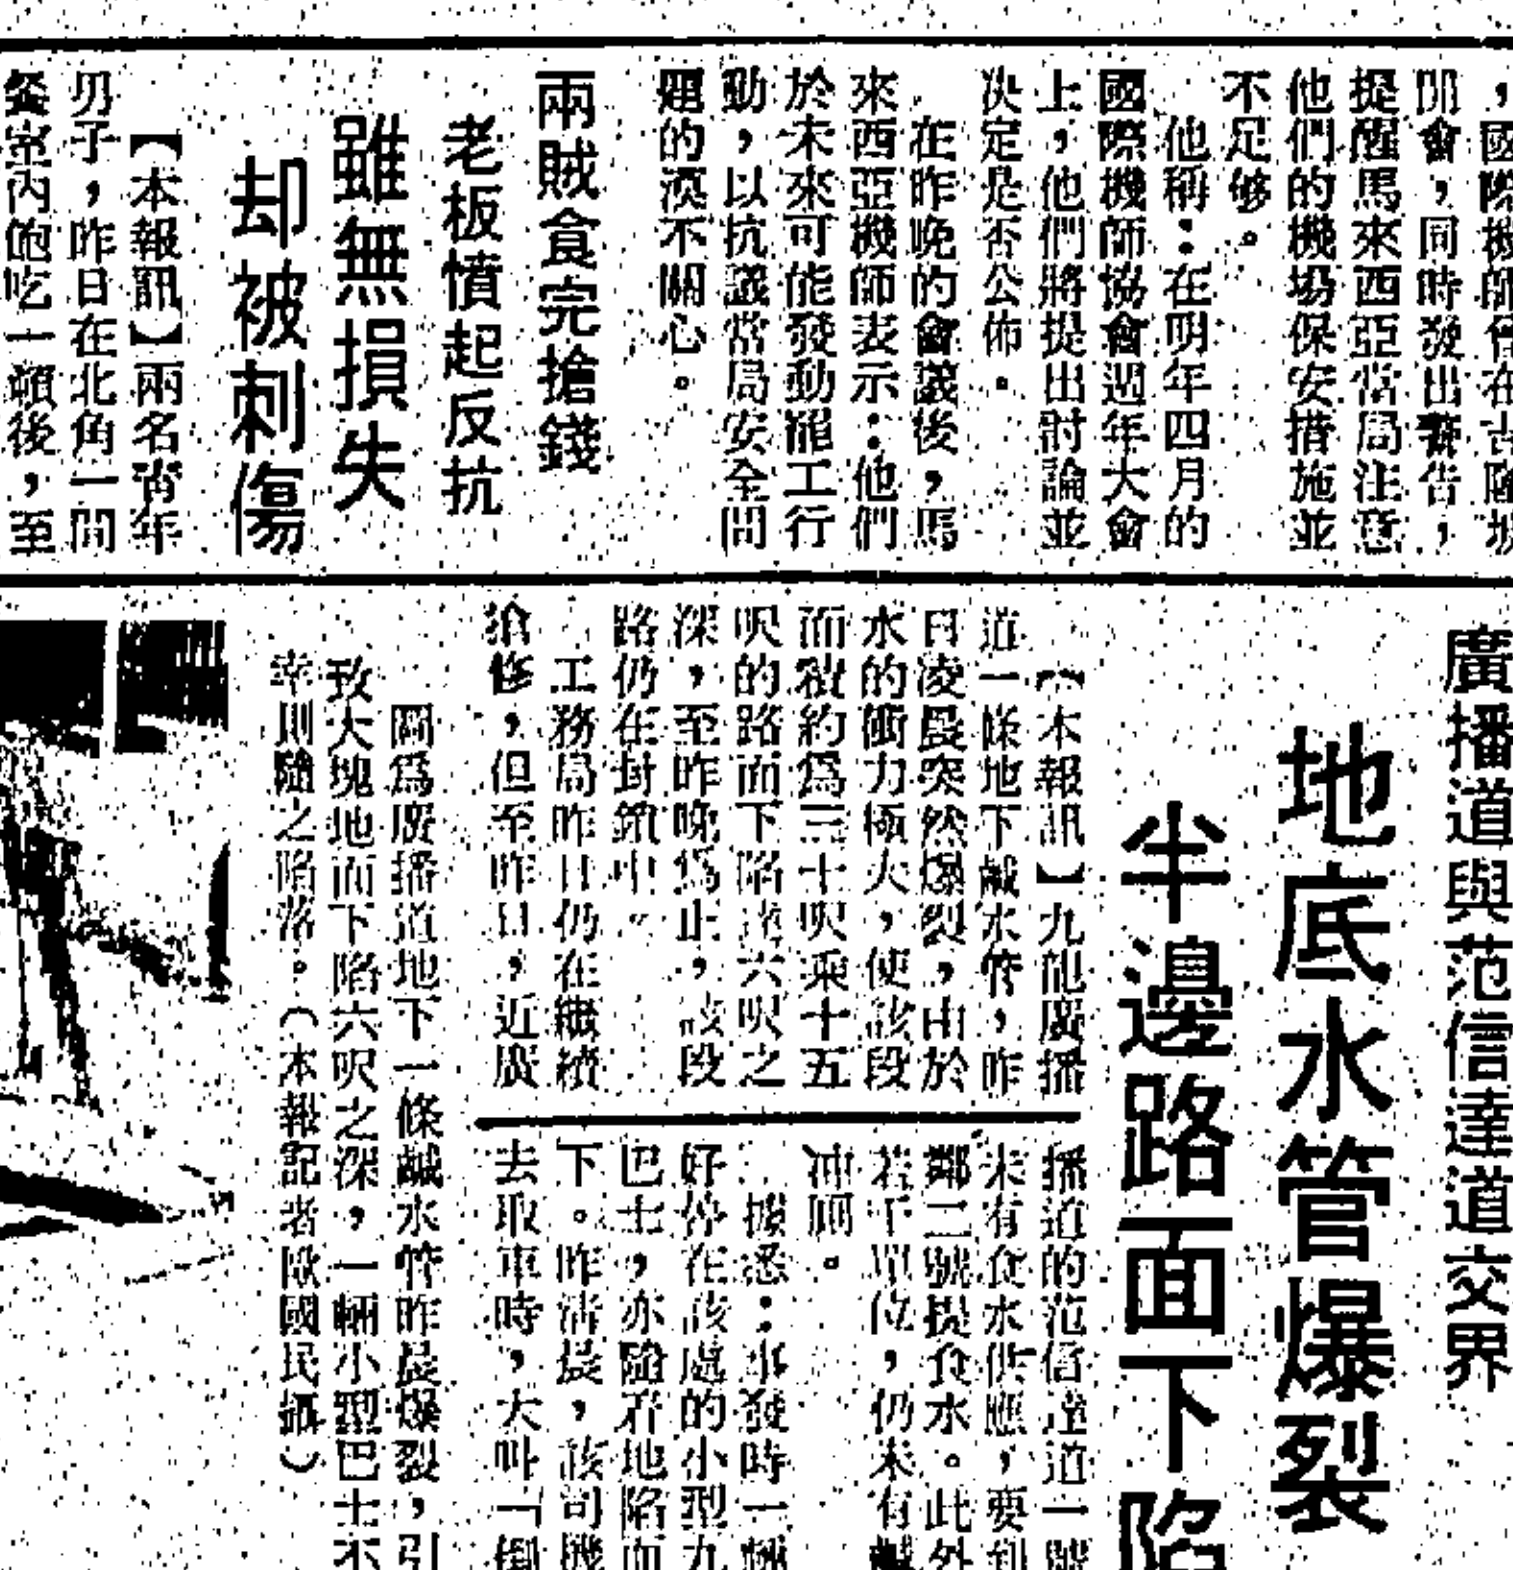 ，國際機師曾在吉隆坡
開會，同時發出警告，
提醒馬來西亞當局注意
他們的機場保安措施並
不足够。
他稱：在明年四月的
國際機師協會週年大會
上，他們將提出討論並
决定是否公佈。
在昨晚的會議後，馬
來西亞機師表示：他們
於未來可能發動罷工行
動，以抗議當局安全問
題的漠不關心。
兩賊食完搶錢
老板憤起反抗
雖無損失
却被刺傷
【本報訊】兩名青年
男子，昨日在北角一間
餐室內飽吃一頓後，至
廣播道與范信達道交界
地底水管爆裂
半邊路面下陷
【本報訊】九龍廣播
道一條地下鹹水管，昨
日凌晨突然爆裂，由於
水的衝力極大，使該段
面積約爲三十呎乘十五
呎的路面下陷達六呎之
深，至昨晚爲止，該段
路仍在封鎖中。
工務局昨日仍在繼續
搶修，但至昨日，近廣
播道的范信達道一號
未有食水供應，要到
鄰二號提食水。此外
若干單位，仍未有鹹
冲厠。
據悉：事發時一輛
好停在該處的小型九
巴士，亦隨着地陷而
下。昨淸晨，該司機
去取車時，大叫「倒
圖爲廣播道地下一條鹹水管昨晨爆裂，引
致大塊地面下陷六呎之深，一輛小型巴士不
幸則隨之陷落。（本報記者歐國民攝）